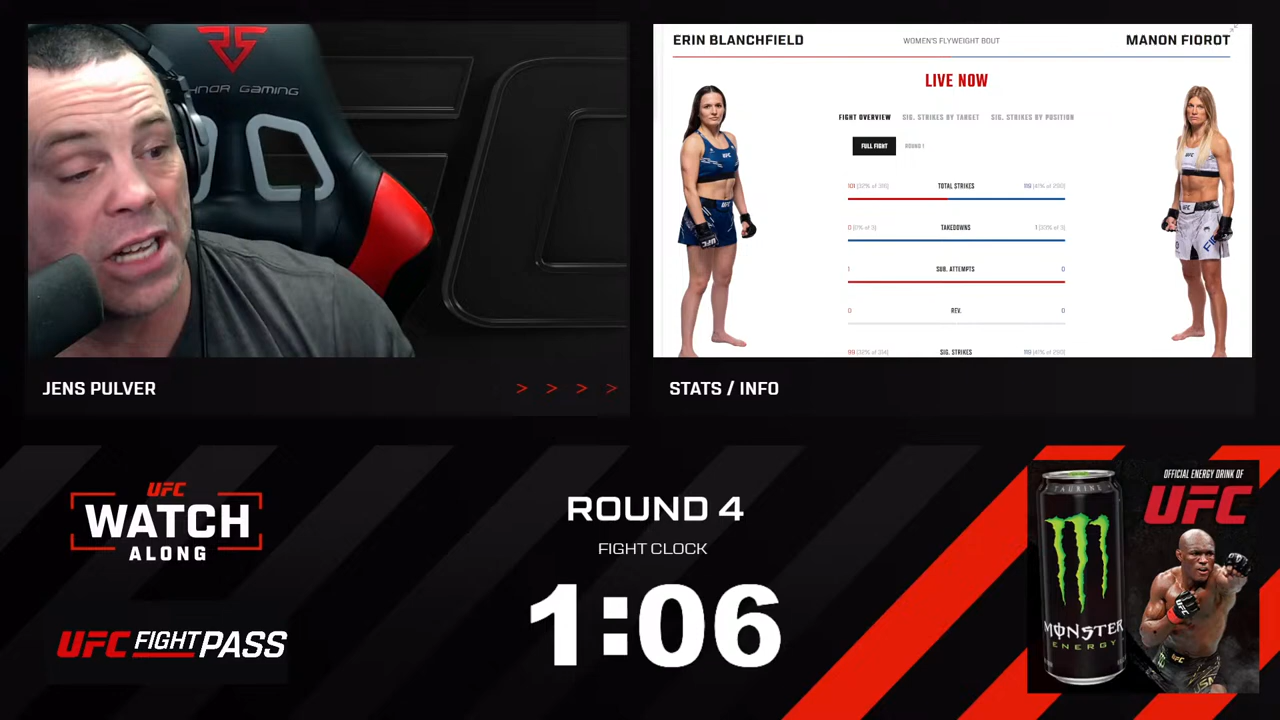 ERIN BLANCHFIELD
WOMEN'S FLYWEIGHT BOUT
MANON FIOROT
LIVE NOW
FIGHT OVERVIEW SIG. STRIKES BY TARGET SIG. STRIKES BY POSITION
FULL FIGHT ROUND 1
TOTAL STRIKES
TAKEDOWNS
1 SUB. ATTEMPTS 0
0 REV. 0
SIG. STRIKES
JENS PULVER
> > > >
STATS / INFO
UFC
WATCH
ALONG
UFC FIGHT PASS
ROUND 4
FIGHT CLOCK
1:06
OFFICIAL ENERGY DRINK OF
UFC
TAURINE
MONSTER
ENERGY